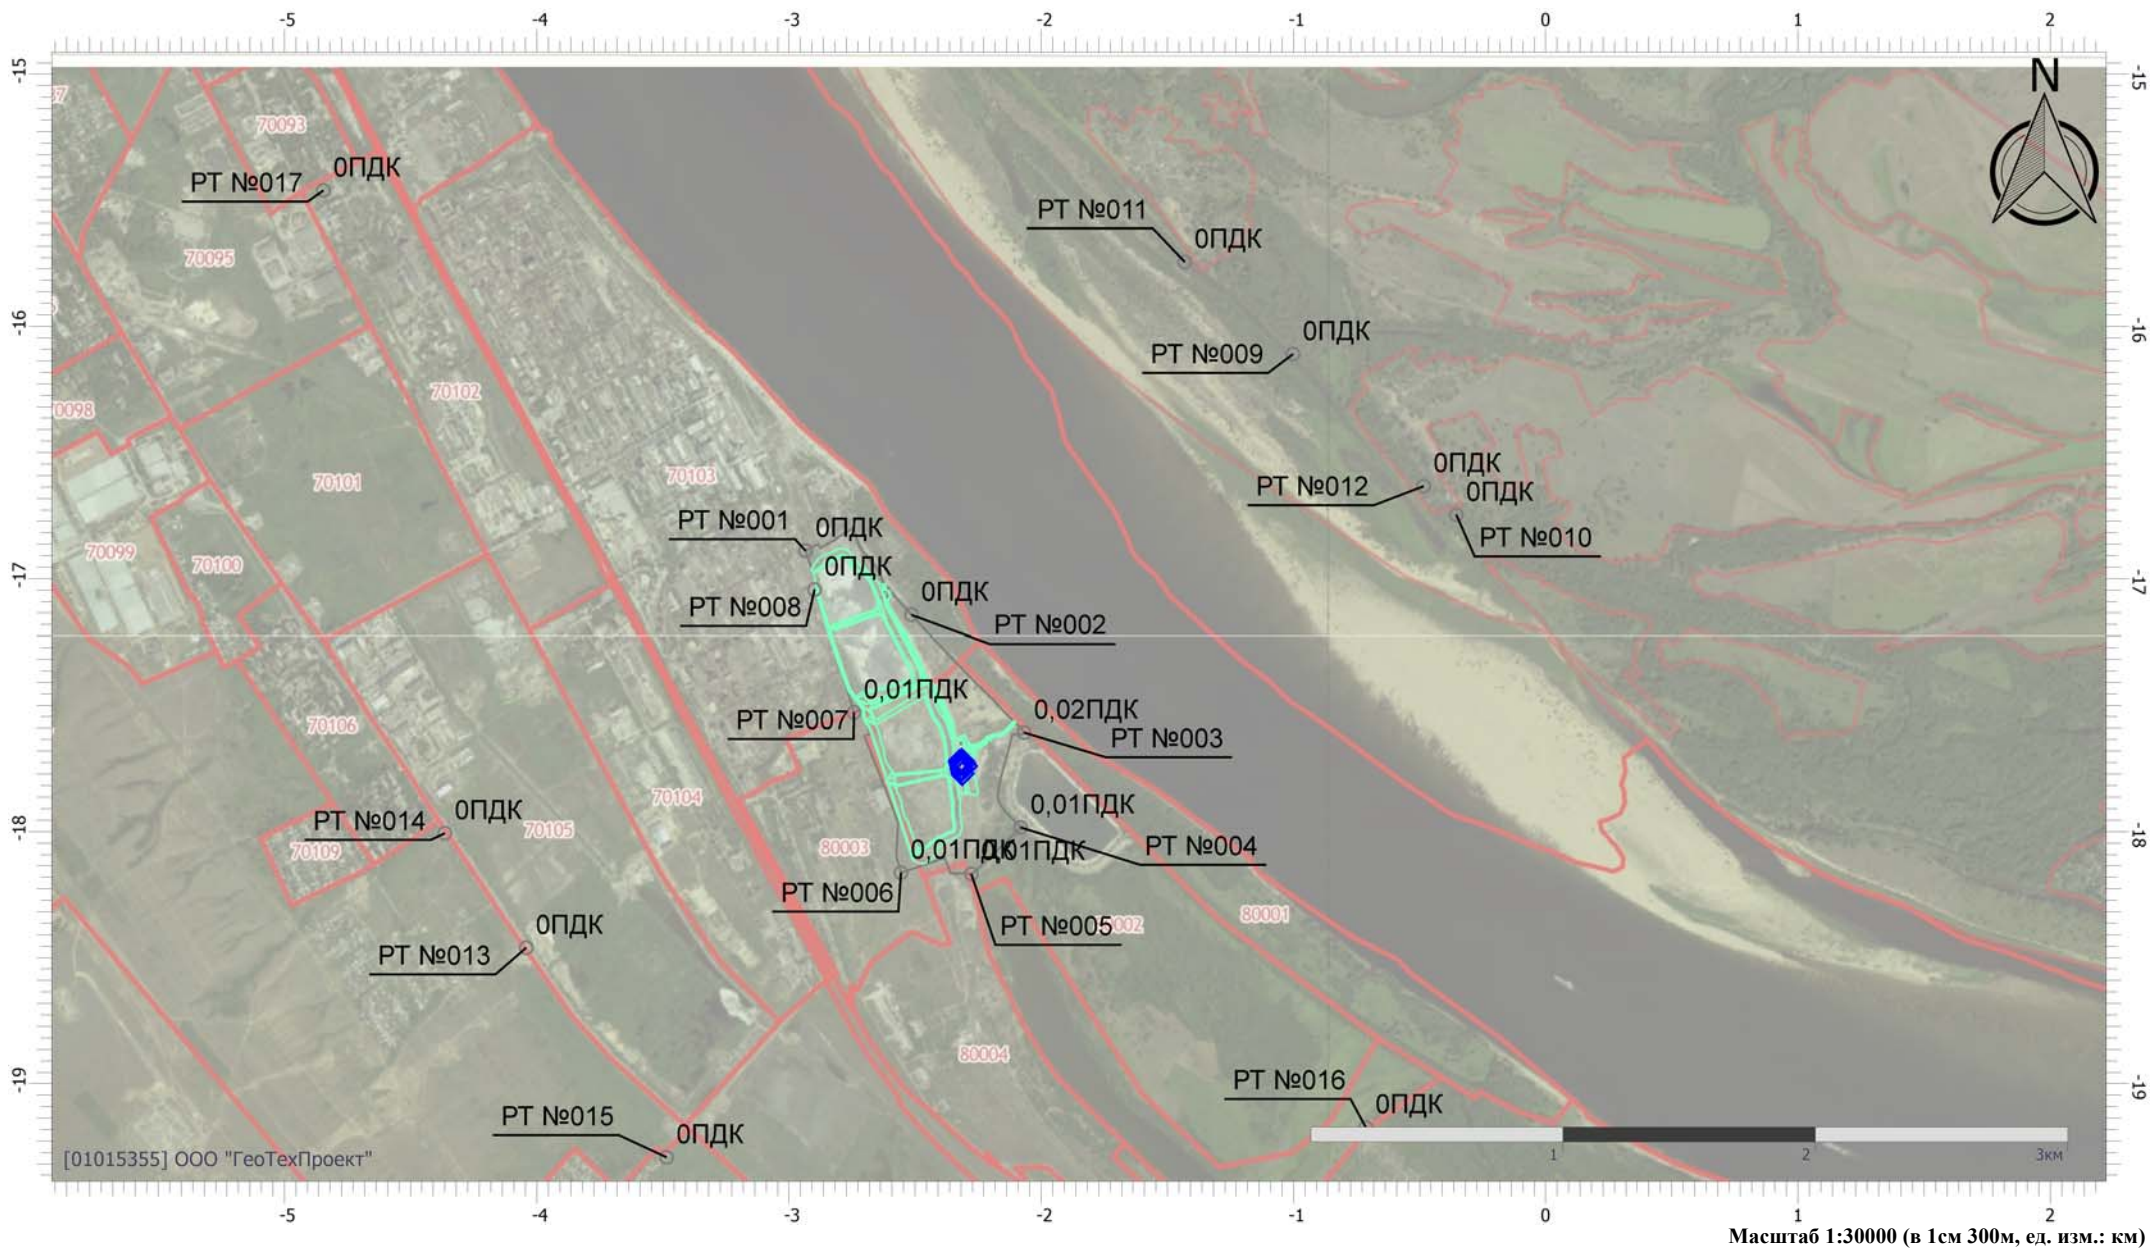 -5 -4 -3 -2 -1 0 1 2
-15
-15
N
70093
РТ №017
0ПДК
РТ №011
0ПДК
70095
-16
-16
РТ №009
0ПДК
70102
70098
70101
70103
РТ №012
0ПДК
0ПДК
РТ №010
РТ №001
0ПДК
70099
70100
0ПДК
-17
-17
РТ №008
0ПДК
РТ №002
0,01ПДК
РТ №007
0,02ПДК
РТ №003
70106
70104
0,01ПДК
РТ №014
0ПДК
70105
-18
-18
70109
80003
0,01ПДК
0,01ПДК
РТ №004
РТ №006
РТ №005
80001
0ПДК
РТ №013
80004
-19
-19
РТ №016
0ПДК
РТ №015
0ПДК
[01015355] ООО "ГеоТехПроект"
1 2 3км
-5 -4 -3 -2 -1 0 1 2
Масштаб 1:30000 (в 1см 300м, ед. изм.: км)